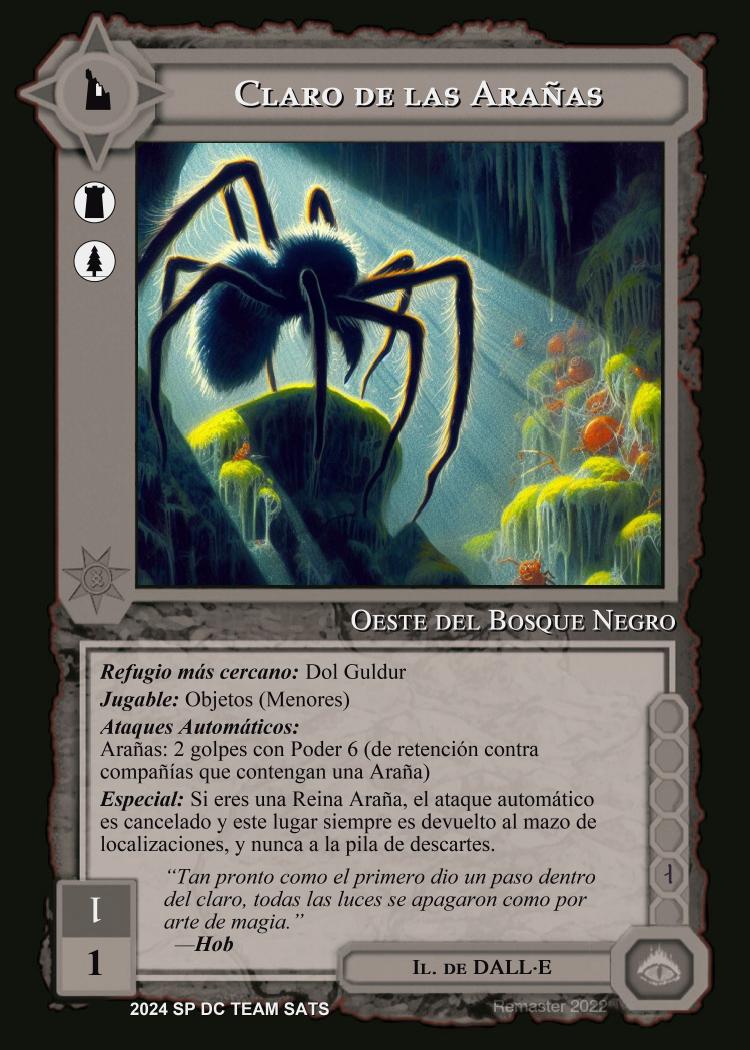 Claro de las Arañas
Oeste del Bosque Negro
Refugio más cercano: Dol Guldur
Jugable: Objetos (Menores)
Ataques Automáticos:
Arañas: 2 golpes con Poder 6 (de retención contra
compañías que contengan una Araña)
Especial: Si eres una Reina Araña, el ataque automático
es cancelado y este lugar siempre es devuelto al mazo de
localizaciones, y nunca a la pila de descartes.
“Tan pronto como el primero dio un paso dentro
del claro, todas las luces se apagaron como por
arte de magia.”
—Hob
1
1
Il. de DALL·E
2024 SP DC TEAM SATS
Remaster 2022